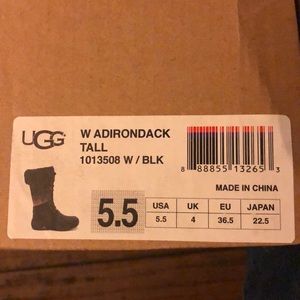 UGG
W ADIRONDACK
TALL
1013508 W / BLK
8 88855 13265 3
MADE IN CHINA
5.5
USA UK EU JAPAN
5.5 4 36.5 22.5